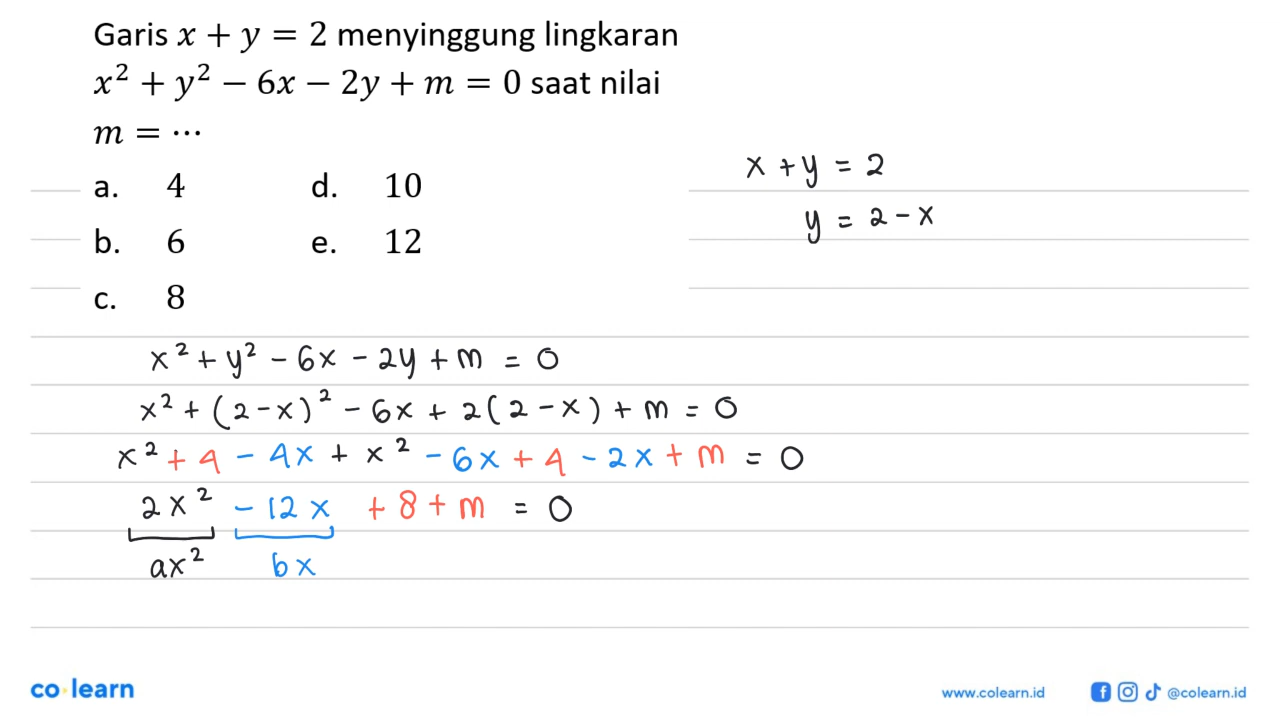 Garis x + y = 2 menyinggung lingkaran
x² + y² − 6x − 2y + m = 0 saat nilai
m = ⋯
a. 4 d. 10
b. 6 e. 12
c. 8
x + y = 2
y = 2 - x
x² + y² - 6x - 2y + m = 0
x² + (2 - x)² - 6x + 2(2 - x) + m = 0
x² + 4 - 4x + x² - 6x + 4 - 2x + m = 0
2x² - 12x + 8 + m = 0
ax² bx
co·learn
www.colearn.id @colearn.id